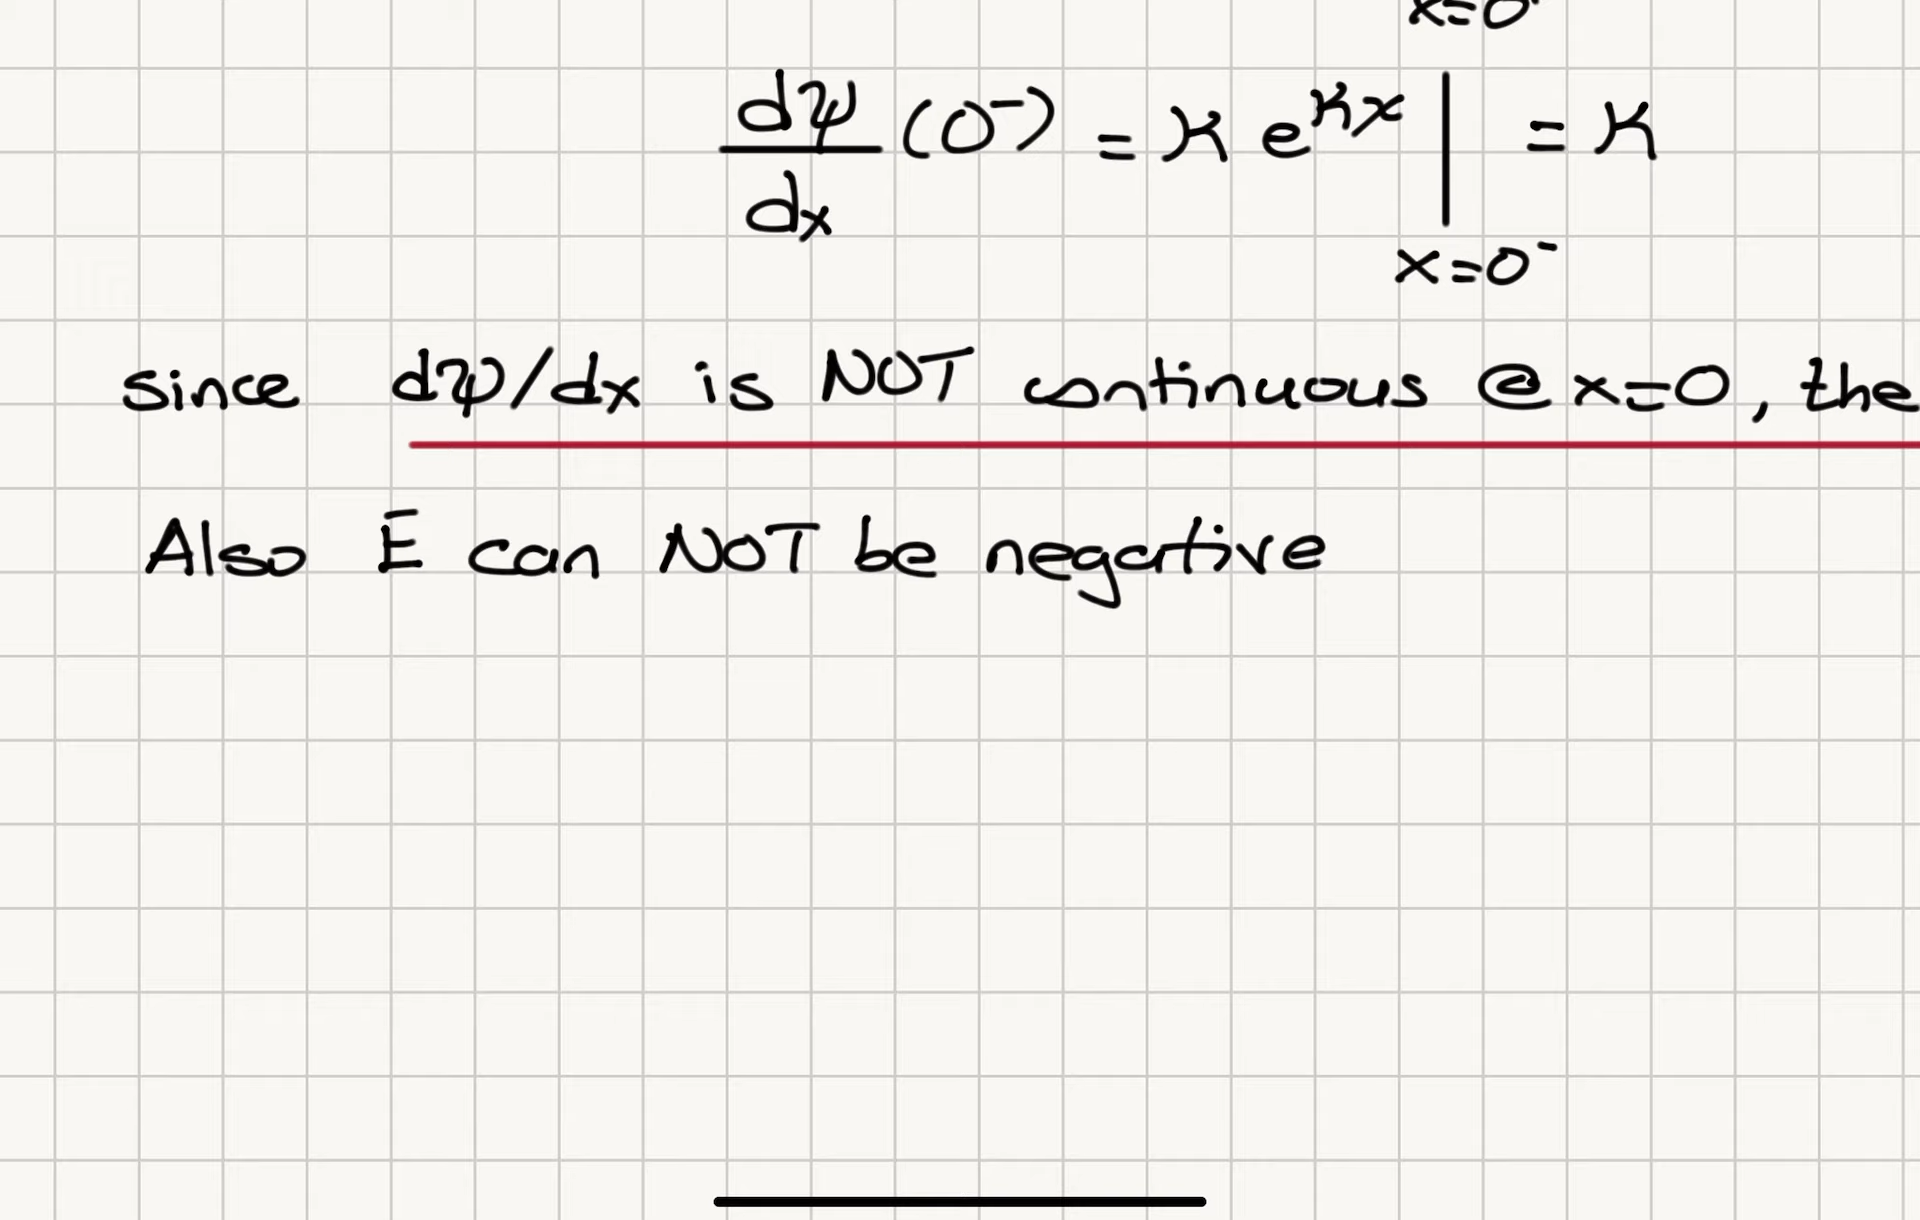 x=0⁻
dψ/dx (0⁻) = κ e^{κx} | = κ
x=0⁻
since dψ/dx is NOT continuous @ x=0, the
Also E can NOT be negative